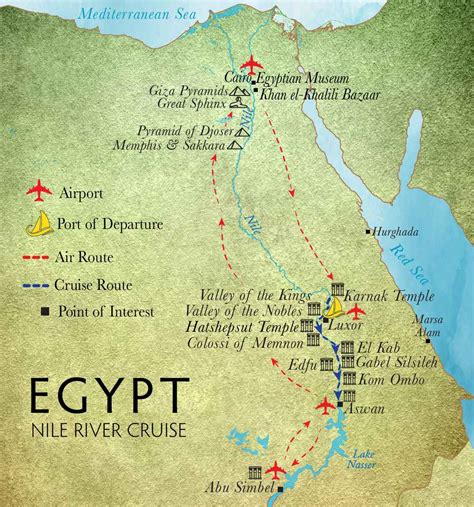 Mediterranean Sea
Cairo
Egyptian Museum
Khan el-Khalili Bazaar
Giza Pyramids
Great Sphinx
Nile
Pyramid of Djoser
Memphis & Sakkara
Airport
Port of Departure
Air Route
Cruise Route
Point of Interest
Nile
Hurghada
Red Sea
Valley of the Kings
Karnak Temple
Valley of the Nobles
Luxor
Hatshepsut Temple
Colossi of Memnon
Marsa
Alam
El Kab
Gabel Silsileh
Edfu
Kom Ombo
Aswan
EGYPT
NILE RIVER CRUISE
Lake
Nasser
Abu Simbel